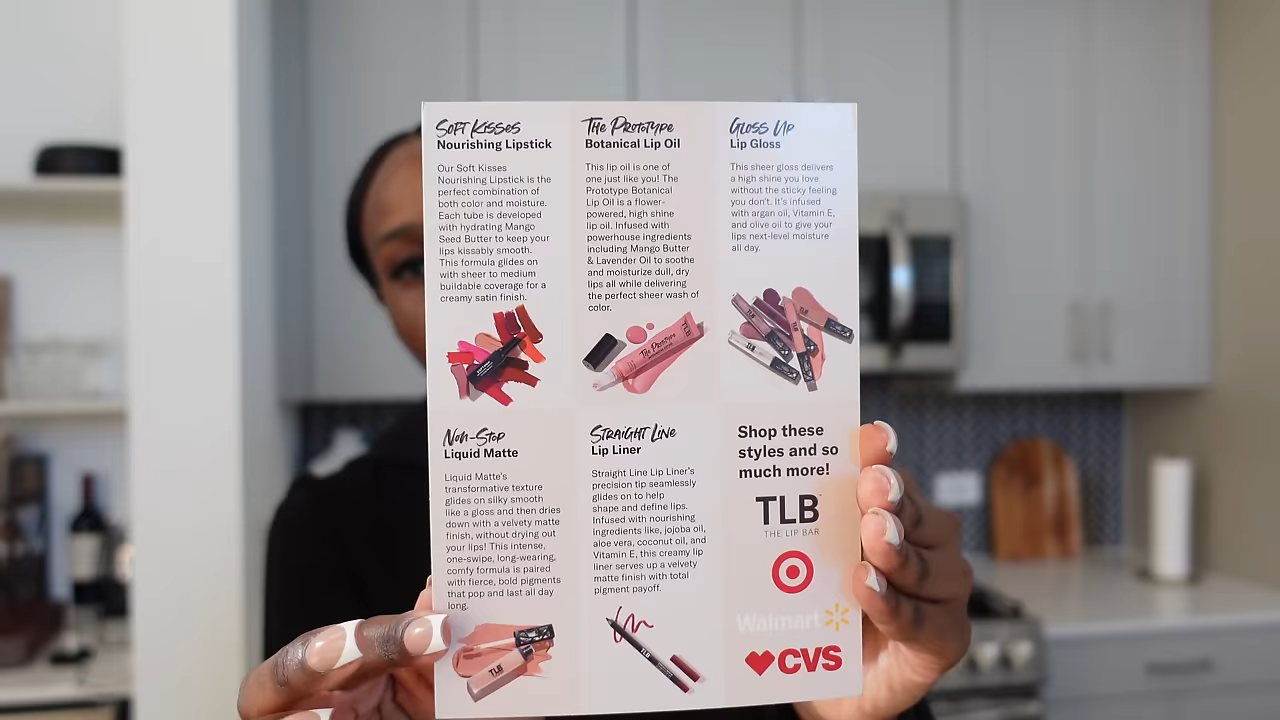 Soft Kisses
Nourishing Lipstick
Our Soft Kisses
Nourishing Lipstick is the
perfect combination of
both color and moisture.
Each tube is developed
with hydrating Mango
Seed Butter to keep your
lips kissably smooth.
This formula glides on
with sheer to medium
buildable coverage for a
creamy satin finish.
The Prototype
Botanical Lip Oil
This lip oil is one of
one just like you! The
Prototype Botanical
Lip Oil is a flower-
powered, high shine
lip oil. Infused with
powerhouse ingredients
including Mango Butter
& Lavender Oil to soothe
and moisturize dull, dry
lips all while delivering
the perfect sheer wash of
color.
The Prototype
TLB
Gloss Up
Lip Gloss
This sheer gloss delivers
a high shine you love
without the sticky feeling
you don't. It's infused
with argan oil, Vitamin E,
and olive oil to give your
lips next-level moisture
all day.
TLB
TLB
TLB
TLB
Non-Stop
Liquid Matte
Liquid Matte's
transformative texture
glides on silky smooth
like a gloss and then dries
down with a velvety matte
finish, without drying out
your lips! This intense,
one-swipe, long-wearing,
comfy formula is paired
with fierce, bold pigments
that pop and last all day
long.
TLB
Straight Line
Lip Liner
Straight Line Lip Liner's
precision tip seamlessly
glides on to help
shape and define lips.
Infused with nourishing
ingredients like, jojoba oil,
aloe vera, coconut oil, and
Vitamin E, this creamy lip
liner serves up a velvety
matte finish with total
pigment payoff.
TLB
Shop these
styles and so
much more!
TLB
THE LIP BAR
Walmart
CVS